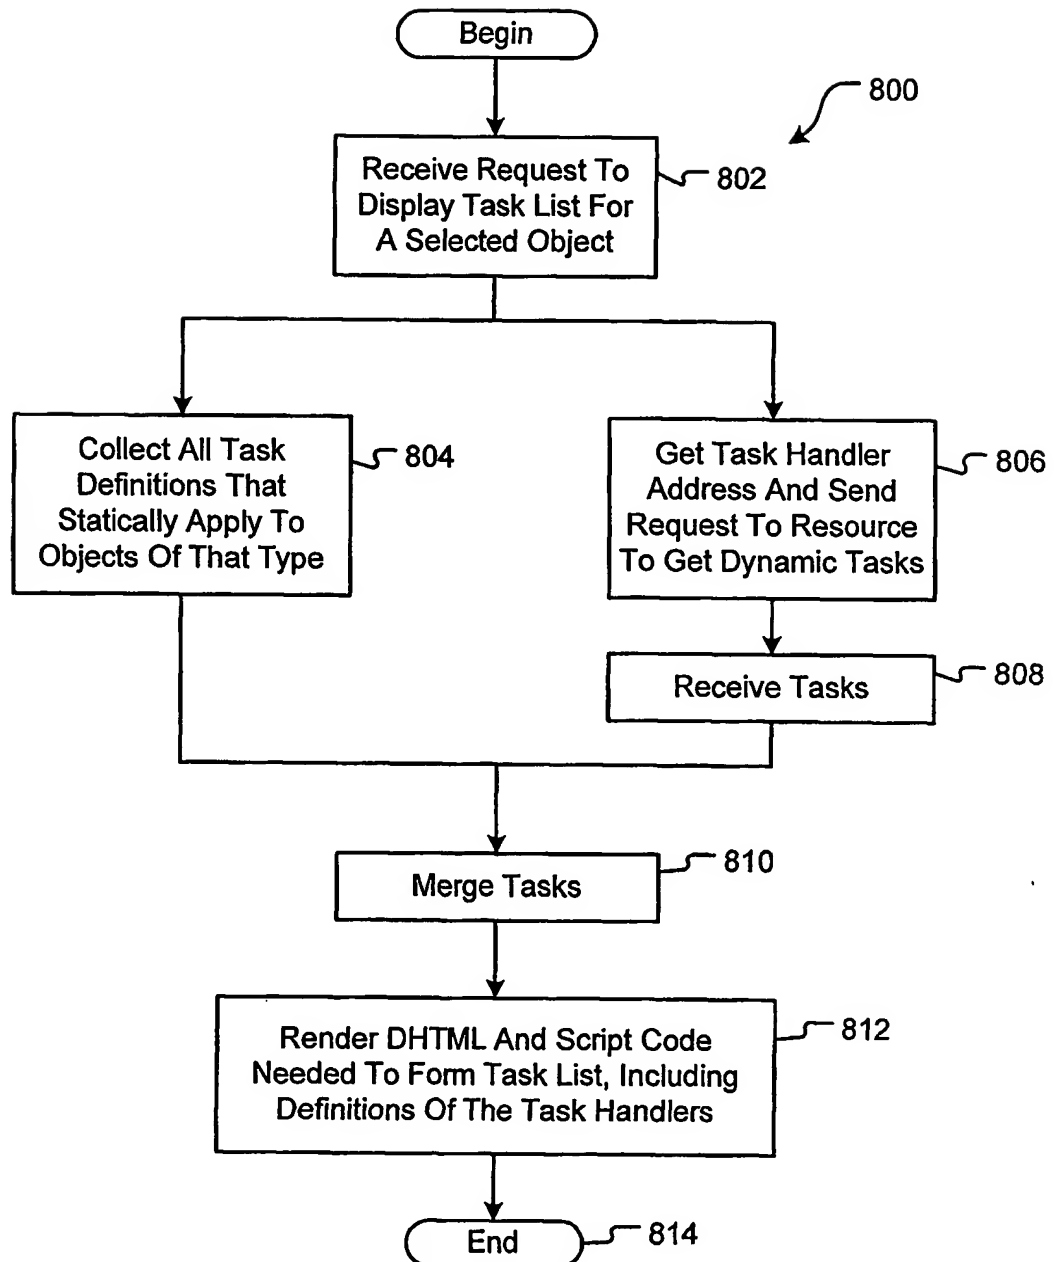 Begin
800
Receive Request To
Display Task List For
A Selected Object
802
Collect All Task
Definitions That
Statically Apply To
Objects Of That Type
804
Get Task Handler
Address And Send
Request To Resource
To Get Dynamic Tasks
806
Receive Tasks
808
Merge Tasks
810
Render DHTML And Script Code
Needed To Form Task List, Including
Definitions Of The Task Handlers
812
End
814